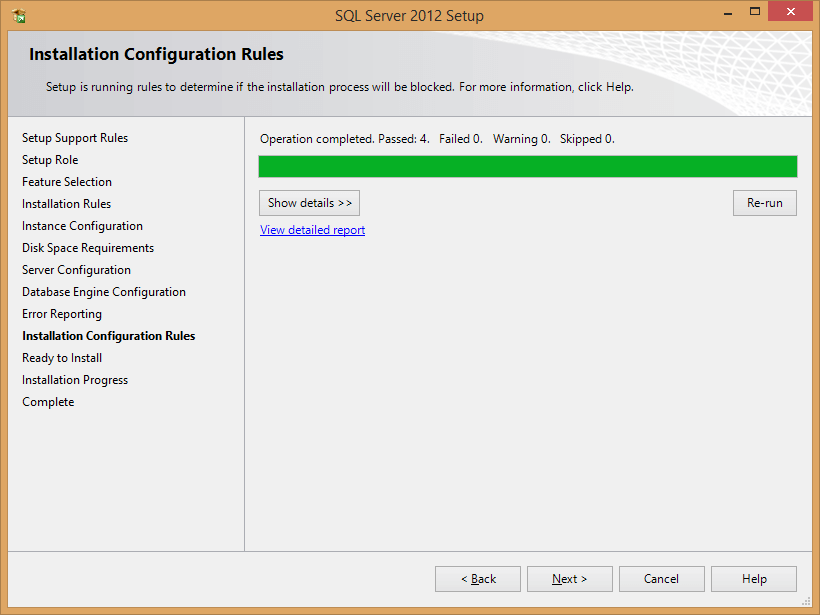 SQL Server 2012 Setup
Installation Configuration Rules
Setup is running rules to determine if the installation process will be blocked. For more information, click Help.
Setup Support Rules
Setup Role
Feature Selection
Installation Rules
Instance Configuration
Disk Space Requirements
Server Configuration
Database Engine Configuration
Error Reporting
Installation Configuration Rules
Ready to Install
Installation Progress
Complete
Operation completed. Passed: 4.   Failed 0.   Warning 0.   Skipped 0.
Show details >>
Re-run
View detailed report
< Back
Next >
Cancel
Help